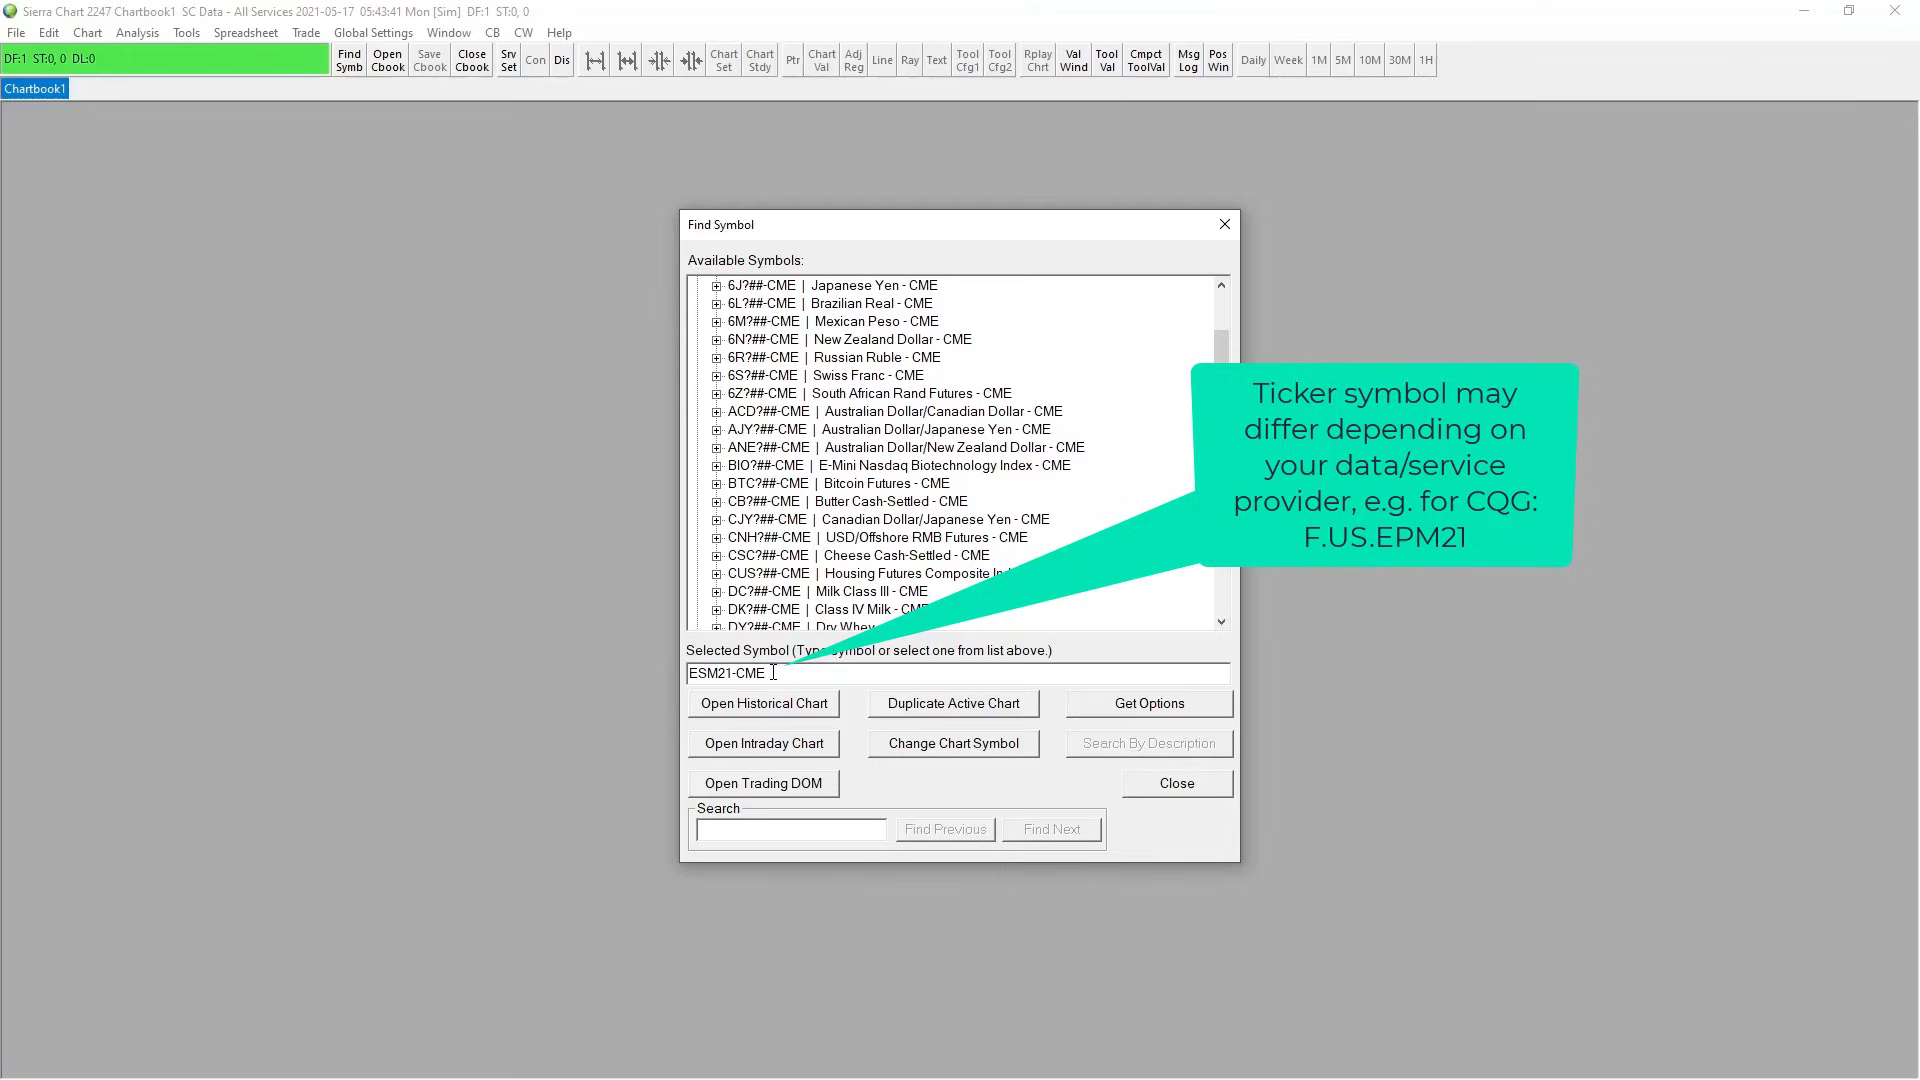 Sierra Chart 2247 Chartbook1  SC Data - All Services 2021-05-17  05:43:41 Mon [Sim]  DF:1  ST:0, 0
File Edit Chart Analysis Tools Spreadsheet Trade Global Settings Window CB CW Help
DF:1  ST:0, 0  DL:0
Find Symb
Open Cbook
Save Cbook
Close Cbook
Srv Set
Con
Dis
Chart Set
Chart Stdy
Ptr
Chart Val
Adj Reg
Line
Ray
Text
Tool Cfg1
Tool Cfg2
Rplay Chrt
Val Wind
Tool Val
Cmpct ToolVal
Msg Log
Pos Win
Daily
Week
1M
5M
10M
30M
1H
Chartbook1
Find Symbol
Available Symbols:
6J?##-CME | Japanese Yen - CME
6L?##-CME | Brazilian Real - CME
6M?##-CME | Mexican Peso - CME
6N?##-CME | New Zealand Dollar - CME
6R?##-CME | Russian Ruble - CME
6S?##-CME | Swiss Franc - CME
6Z?##-CME | South African Rand Futures - CME
ACD?##-CME | Australian Dollar/Canadian Dollar - CME
AJY?##-CME | Australian Dollar/Japanese Yen - CME
ANE?##-CME | Australian Dollar/New Zealand Dollar - CME
BIO?##-CME | E-Mini Nasdaq Biotechnology Index - CME
BTC?##-CME | Bitcoin Futures - CME
CB?##-CME | Butter Cash-Settled - CME
CJY?##-CME | Canadian Dollar/Japanese Yen - CME
CNH?##-CME | USD/Offshore RMB Futures - CME
CSC?##-CME | Cheese Cash-Settled - CME
CUS?##-CME | Housing Futures Composite
DC?##-CME | Milk Class III - CME
DK?##-CME | Class IV Milk - CME
DY?##-CME | Dry Whey
Selected Symbol (Type symbol or select one from list above.)
ESM21-CME
Open Historical Chart
Duplicate Active Chart
Get Options
Open Intraday Chart
Change Chart Symbol
Search By Description
Open Trading DOM
Close
Search
Find Previous
Find Next
Ticker symbol may
differ depending on
your data/service
provider, e.g. for CQG:
F.US.EPM21